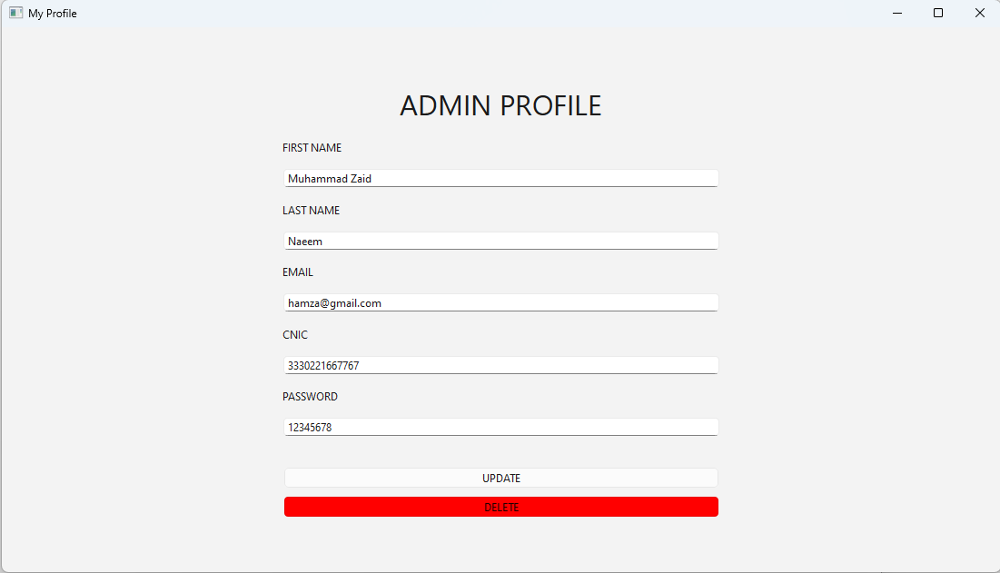 My Profile
ADMIN PROFILE
FIRST NAME
Muhammad Zaid
LAST NAME
Naeem
EMAIL
hamza@gmail.com
CNIC
3330221667767
PASSWORD
12345678
UPDATE
DELETE